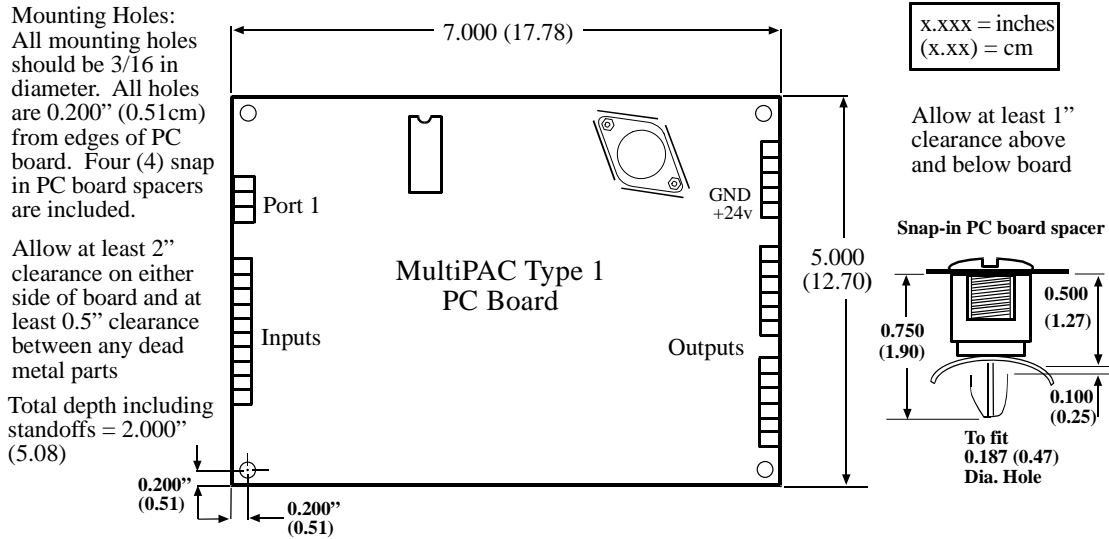 Mounting Holes:
All mounting holes
should be 3/16 in
diameter.  All holes
are 0.200” (0.51cm)
from edges of PC
board.  Four (4) snap
in PC board spacers
are included.
Allow at least 2”
clearance on either
side of board and at
least 0.5” clearance
between any dead
metal parts
Total depth including
standoffs = 2.000”
(5.08)
7.000 (17.78)
Port 1
Inputs
MultiPAC Type 1
PC Board
GND
+24v
Outputs
5.000
(12.70)
0.200”
(0.51)
0.200”
(0.51)
x.xxx = inches
(x.xx) = cm
Allow at least 1”
clearance above
and below board
Snap-in PC board spacer
0.750
(1.90)
0.500
(1.27)
0.100
(0.25)
To fit
0.187 (0.47)
Dia. Hole